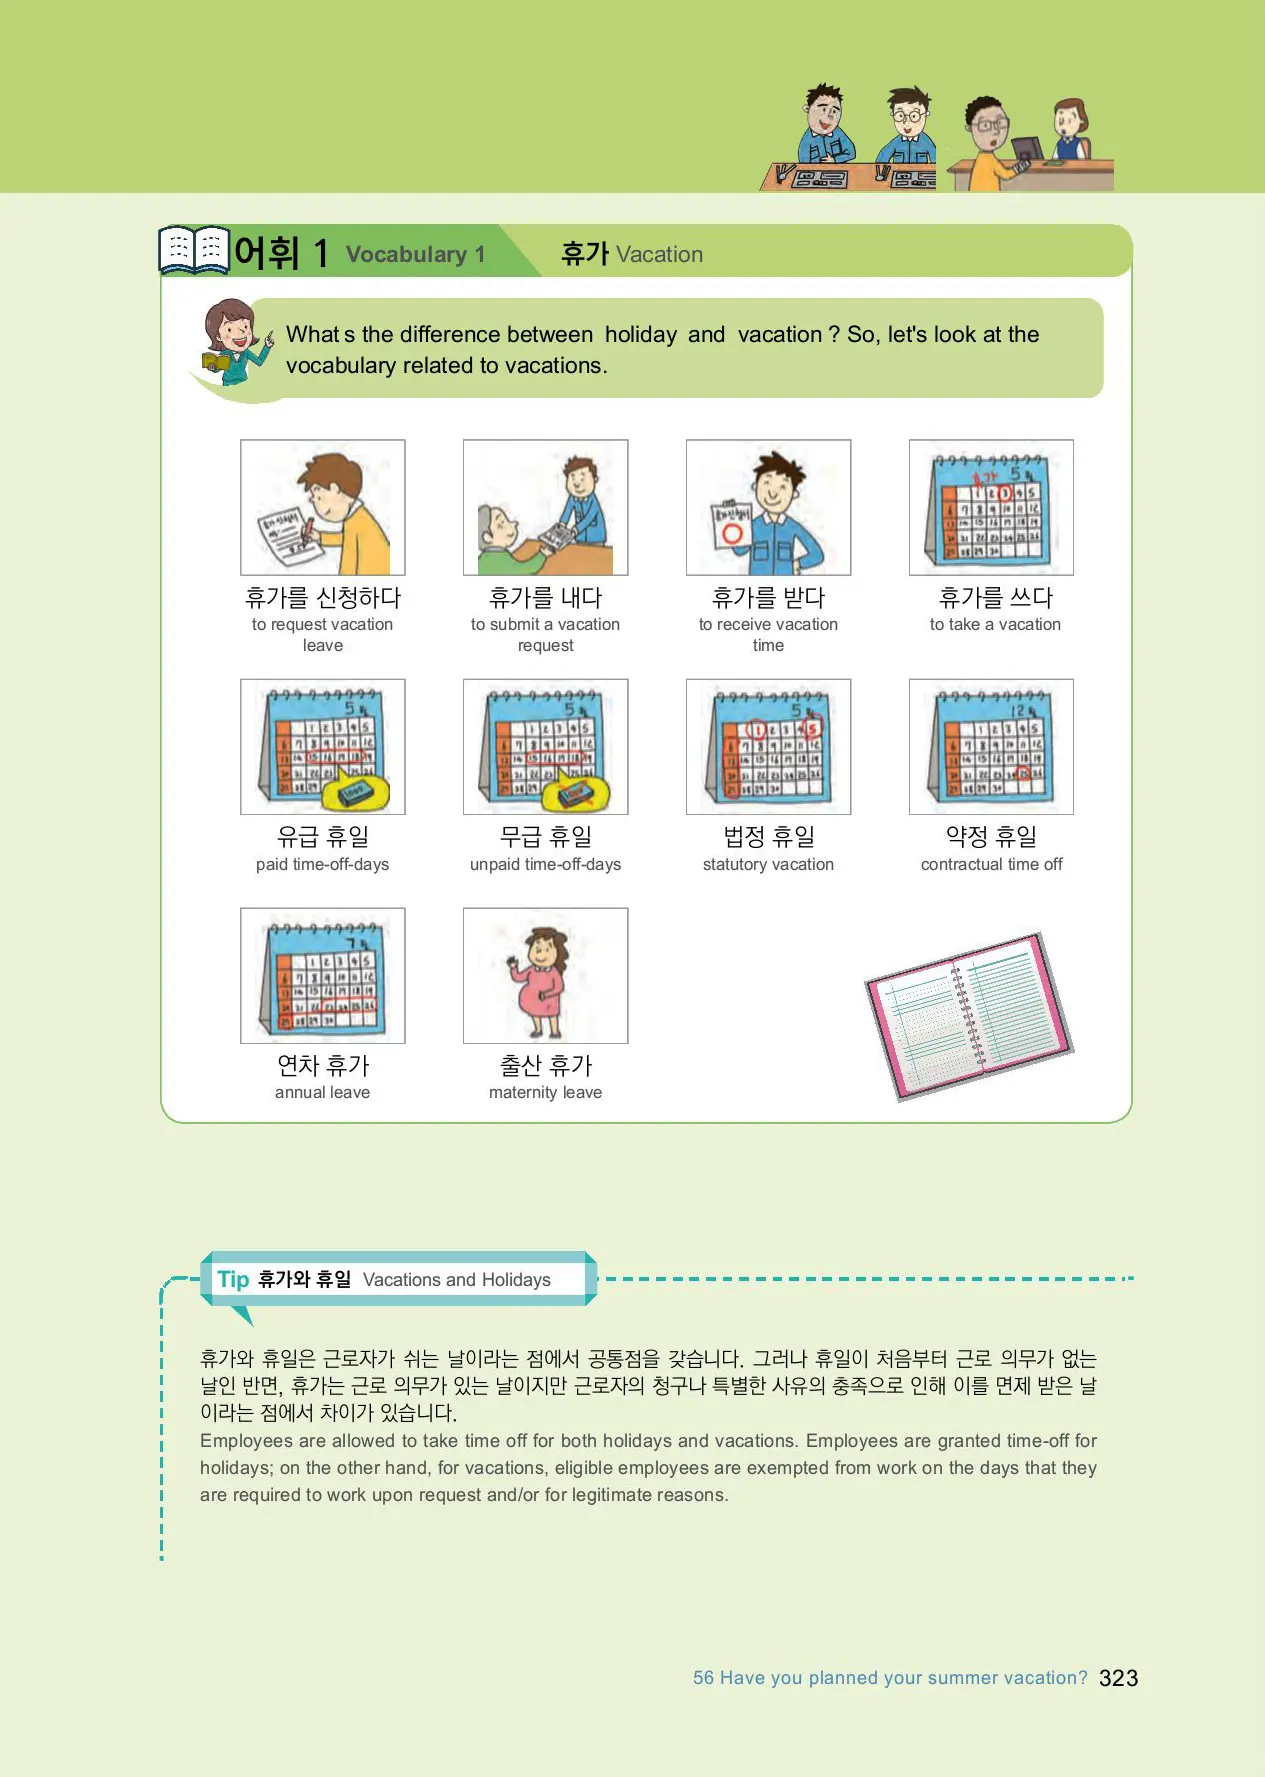 어휘 1 Vocabulary 1 휴가 Vacation
What s the difference between holiday and vacation ? So, let's look at the
vocabulary related to vacations.
휴가를 신청하다
to request vacation
leave
휴가를 내다
to submit a vacation
request
휴가를 받다
to receive vacation
time
휴가를 쓰다
to take a vacation
유급 휴일
paid time-off-days
무급 휴일
unpaid time-off-days
법정 휴일
statutory vacation
약정 휴일
contractual time off
연차 휴가
annual leave
출산 휴가
maternity leave
Tip 휴가와 휴일 Vacations and Holidays
휴가와 휴일은 근로자가 쉬는 날이라는 점에서 공통점을 갖습니다. 그러나 휴일이 처음부터 근로 의무가 없는
날인 반면, 휴가는 근로 의무가 있는 날이지만 근로자의 청구나 특별한 사유의 충족으로 인해 이를 면제 받은 날
이라는 점에서 차이가 있습니다.
Employees are allowed to take time off for both holidays and vacations. Employees are granted time-off for
holidays; on the other hand, for vacations, eligible employees are exempted from work on the days that they
are required to work upon request and/or for legitimate reasons.
56 Have you planned your summer vacation? 323